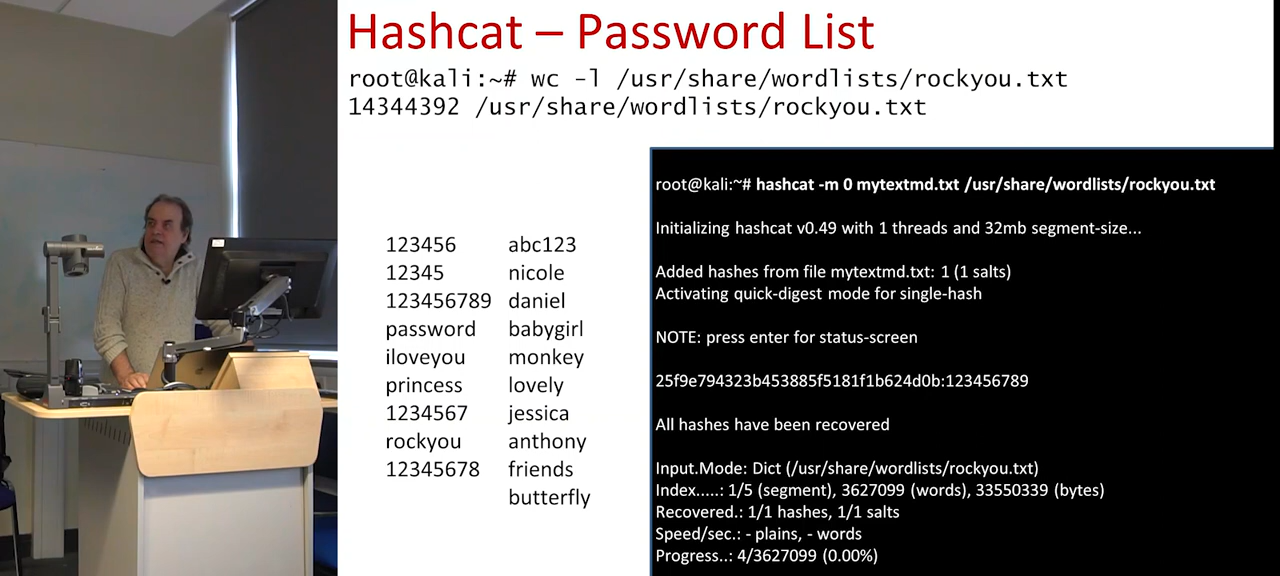 Hashcat – Password List
root@kali:~# wc -l /usr/share/wordlists/rockyou.txt
14344392 /usr/share/wordlists/rockyou.txt
123456
12345
123456789
password
iloveyou
princess
1234567
rockyou
12345678
abc123
nicole
daniel
babygirl
monkey
lovely
jessica
anthony
friends
butterfly
root@kali:~# hashcat -m 0 mytextmd.txt /usr/share/wordlists/rockyou.txt
Initializing hashcat v0.49 with 1 threads and 32mb segment-size...
Added hashes from file mytextmd.txt: 1 (1 salts)
Activating quick-digest mode for single-hash
NOTE: press enter for status-screen
25f9e794323b453885f5181f1b624d0b:123456789
All hashes have been recovered
Input.Mode: Dict (/usr/share/wordlists/rockyou.txt)
Index.....: 1/5 (segment), 3627099 (words), 33550339 (bytes)
Recovered.: 1/1 hashes, 1/1 salts
Speed/sec.: - plains, - words
Progress..: 4/3627099 (0.00%)